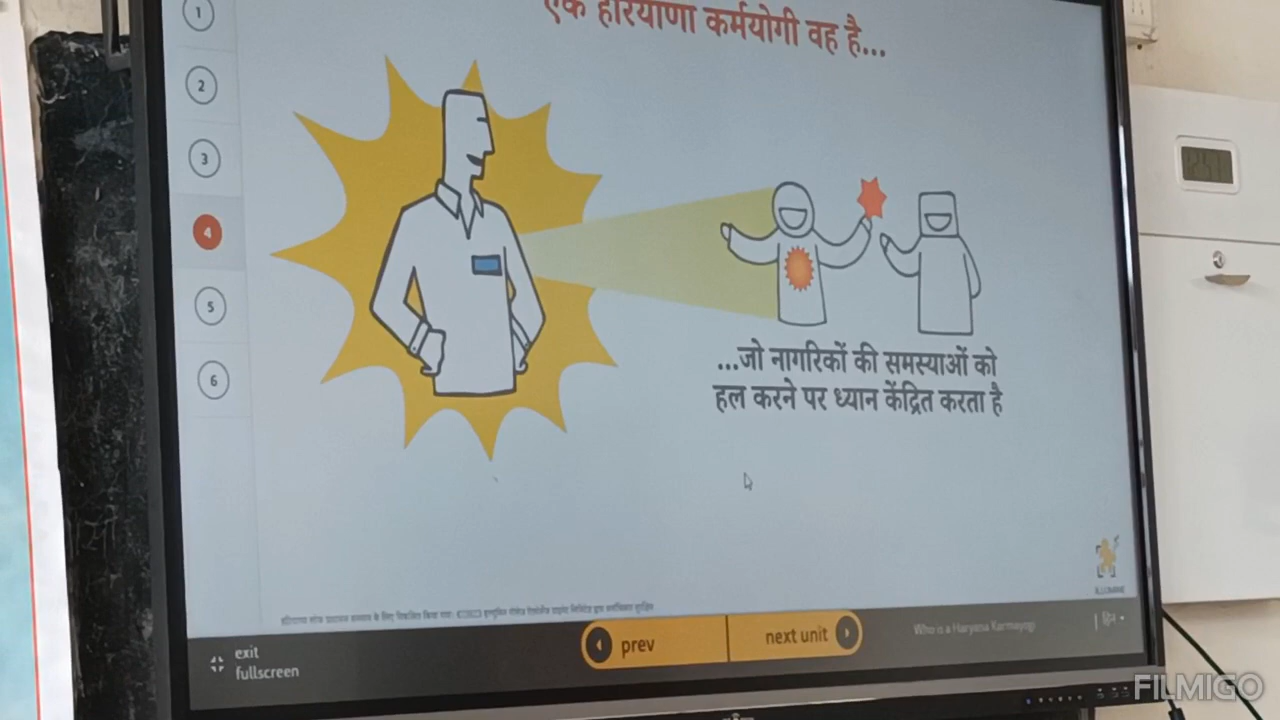 एक हरियाणा कर्मयोगी वह है...
1
2
3
4
5
6
...जो नागरिकों की समस्याओं को
हल करने पर ध्यान केंद्रित करता है
ILLUMINE
exit
fullscreen
prev
next unit
Who is a Haryana Karmayogi
FILMIGO